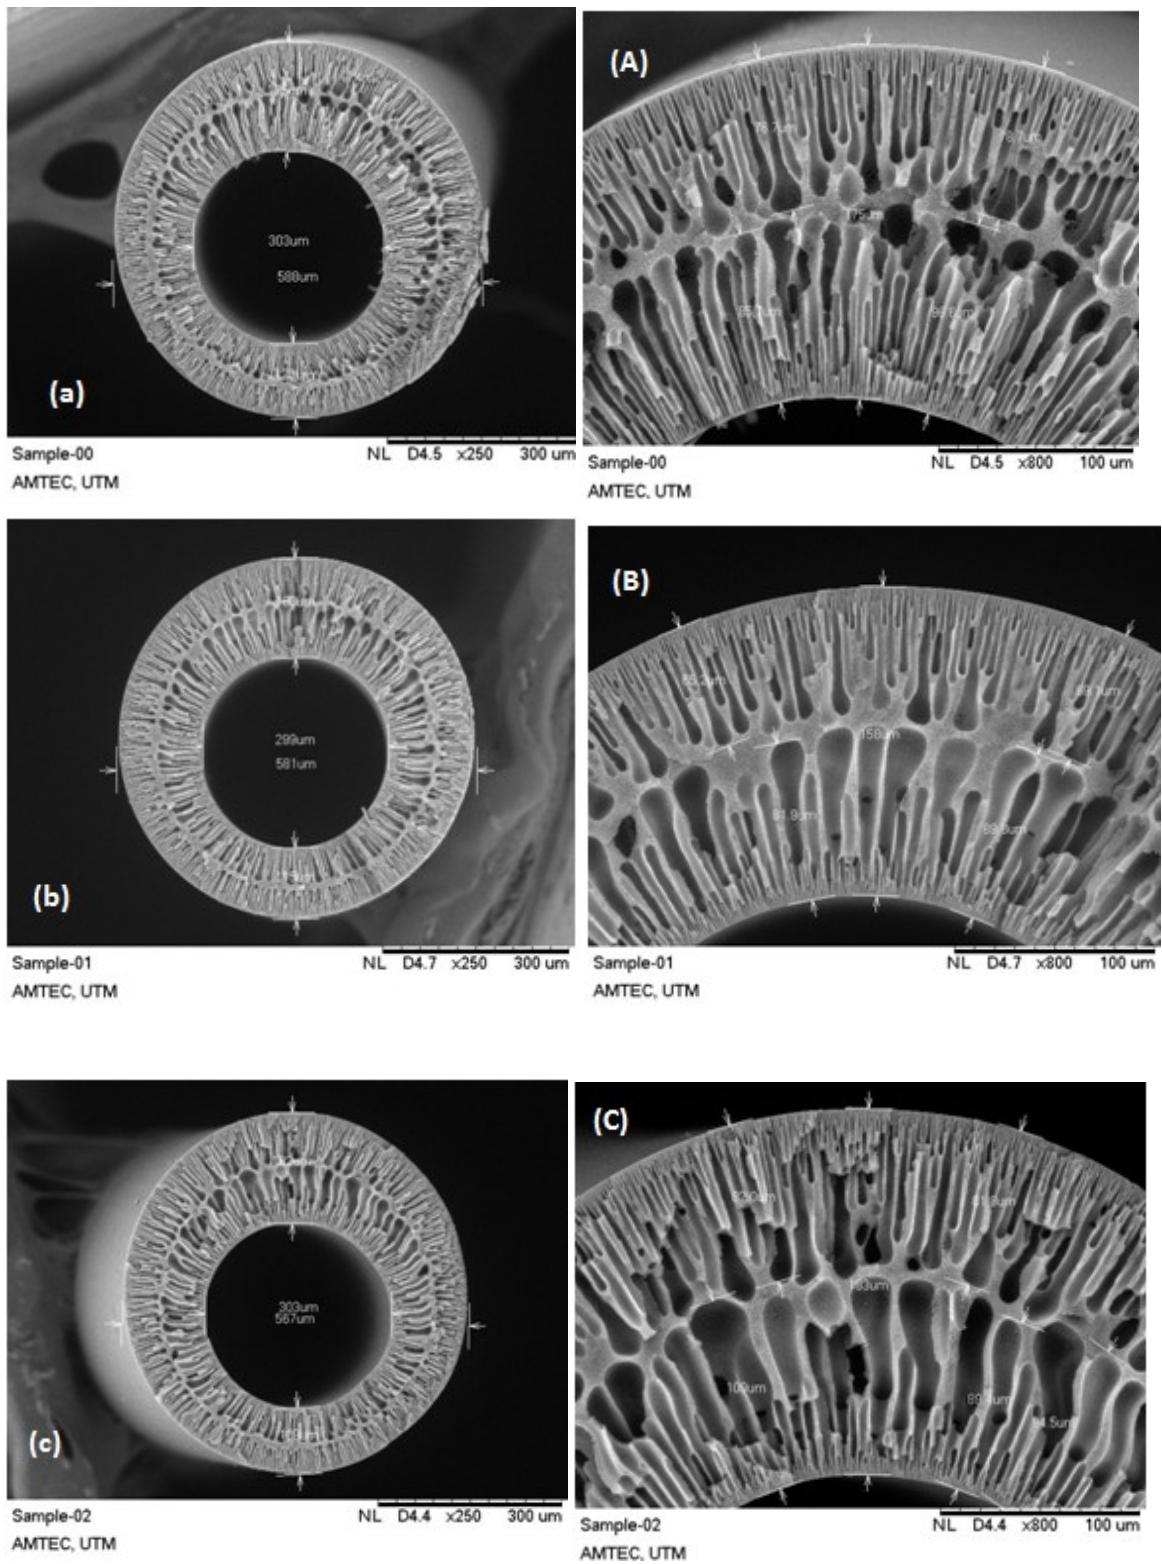 (a)
303um
588um
Sample-00
NL D4.5 x250 300 um
AMTEC, UTM
(A)
Sample-00
NL D4.5 x800 100 um
AMTEC, UTM
(b)
299um
581um
Sample-01
NL D4.7 x250 300 um
AMTEC, UTM
(B)
158um
Sample-01
NL D4.7 x800 100 um
AMTEC, UTM
(c)
303um
567um
Sample-02
NL D4.4 x250 300 um
AMTEC, UTM
(C)
Sample-02
NL D4.4 x800 100 um
AMTEC, UTM